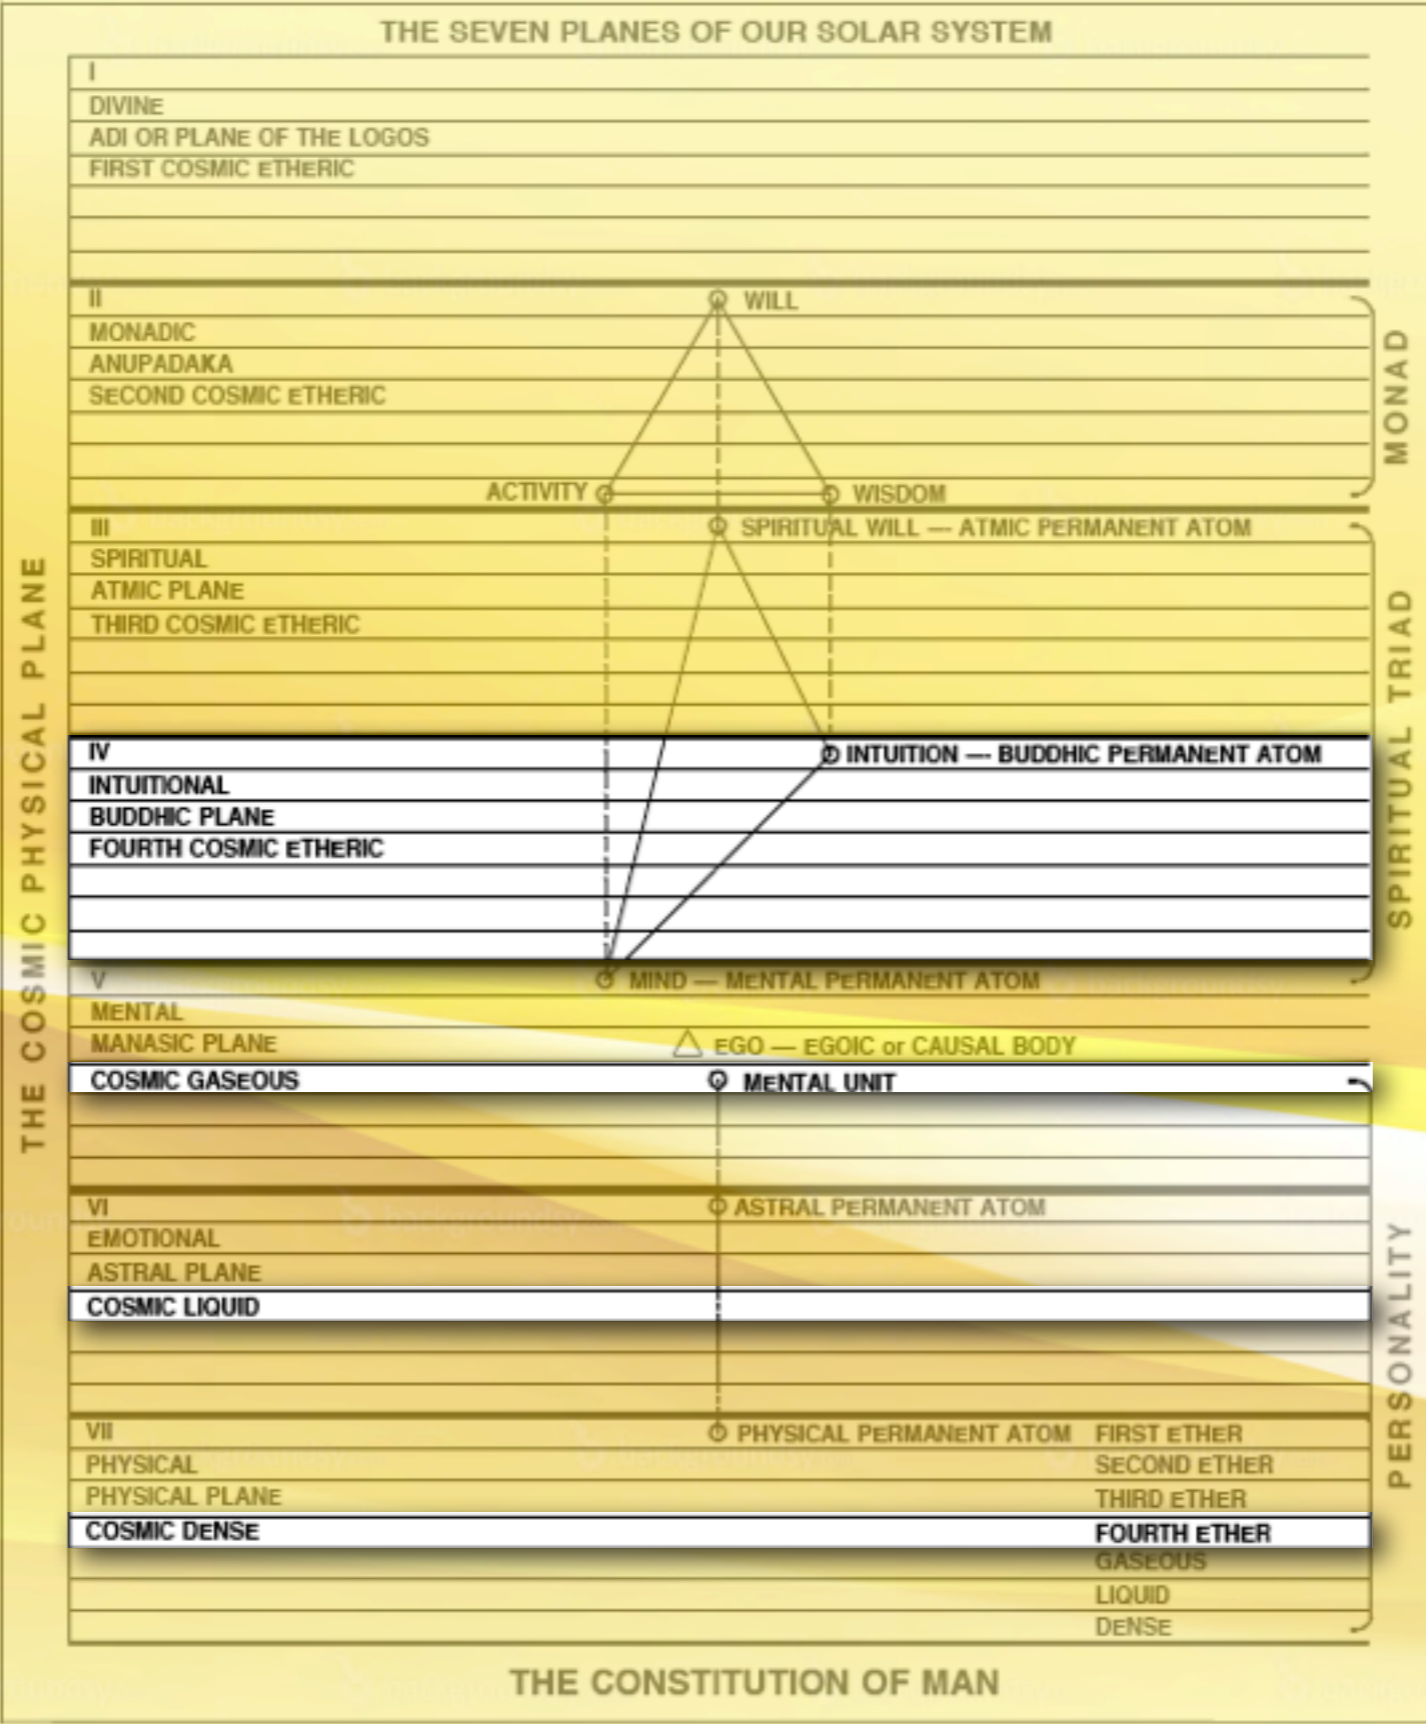 THE SEVEN PLANES OF OUR SOLAR SYSTEM
THE COSMIC PHYSICAL PLANE
I
DIVINE
ADI OR PLANE OF THE LOGOS
FIRST COSMIC ETHERIC
II
WILL
MONADIC
ANUPADAKA
SECOND COSMIC ETHERIC
ACTIVITY
WISDOM
MONAD
III
SPIRITUAL WILL — ATMIC PERMANENT ATOM
SPIRITUAL
ATMIC PLANE
THIRD COSMIC ETHERIC
SPIRITUAL TRIAD
IV
INTUITION — BUDDHIC PERMANENT ATOM
INTUITIONAL
BUDDHIC PLANE
FOURTH COSMIC ETHERIC
V
MIND — MENTAL PERMANENT ATOM
MENTAL
MANASIC PLANE
EGO — EGOIC or CAUSAL BODY
COSMIC GASEOUS
MENTAL UNIT
VI
ASTRAL PERMANENT ATOM
EMOTIONAL
ASTRAL PLANE
COSMIC LIQUID
PERSONALITY
VII
PHYSICAL PERMANENT ATOM
FIRST ETHER
PHYSICAL
SECOND ETHER
PHYSICAL PLANE
THIRD ETHER
COSMIC DENSE
FOURTH ETHER
GASEOUS
LIQUID
DENSE
THE CONSTITUTION OF MAN